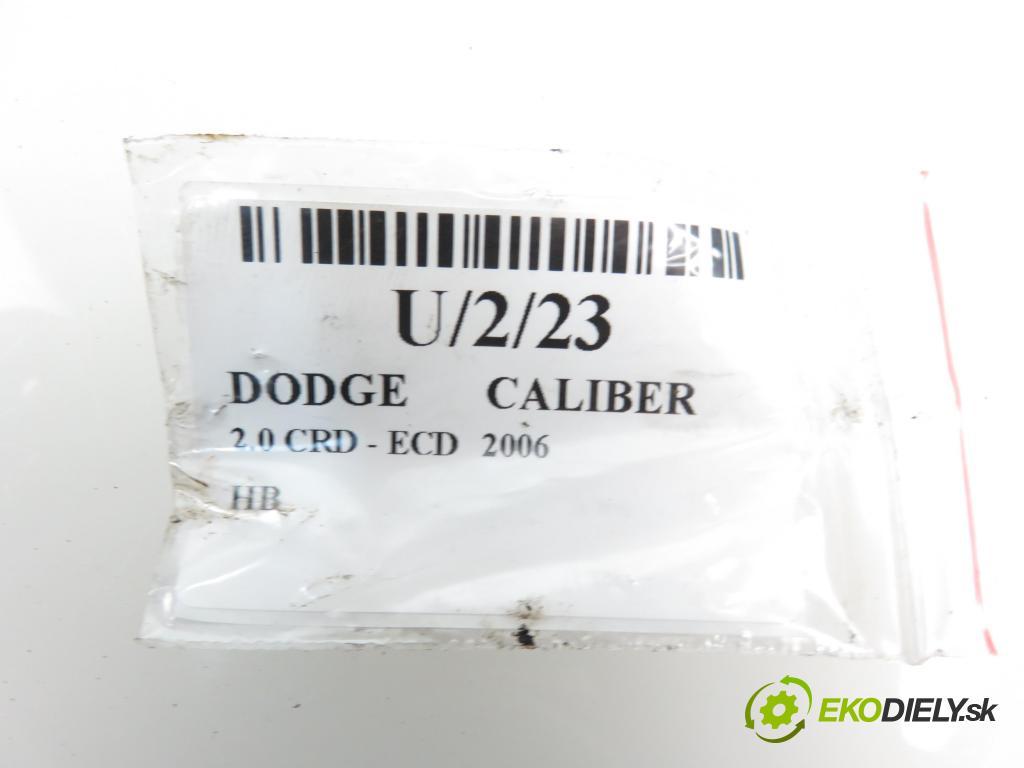 U/2/23
DODGE CALIBER
2.0 CRD - ECD 2006
HB
EKODIELY.sk